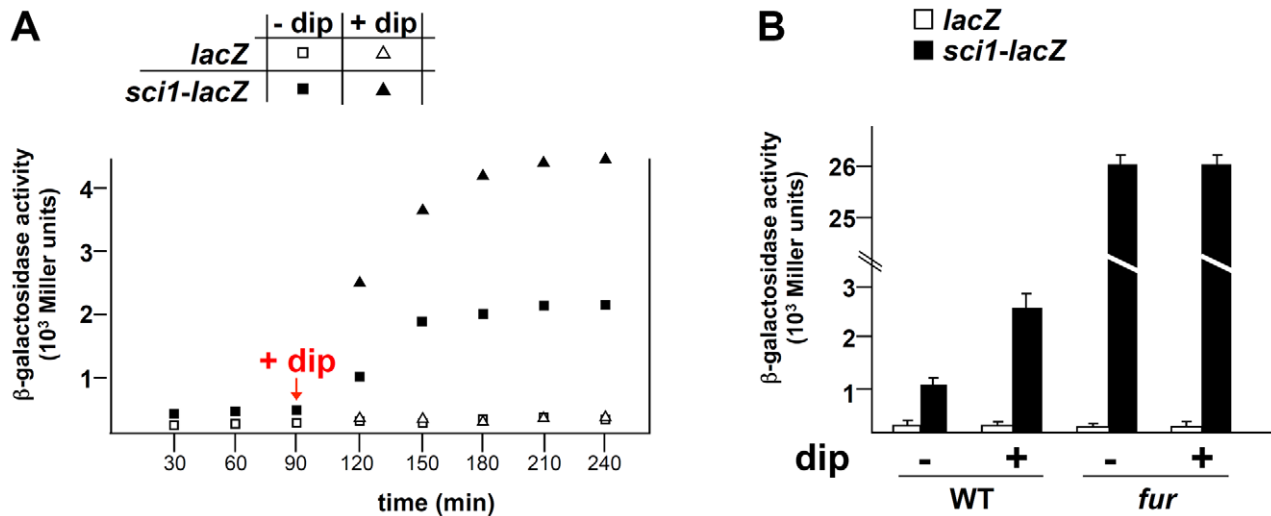 A
- dip + dip
lacZ
sci1-lacZ
β-galactosidase activity
(10³ Miller units)
4
3
2
1
+ dip
30 60 90 120 150 180 210 240
time (min)
B
lacZ
sci1-lacZ
β-galactosidase activity
(10³ Miller units)
26
25
3
2
1
dip - + - +
WT fur